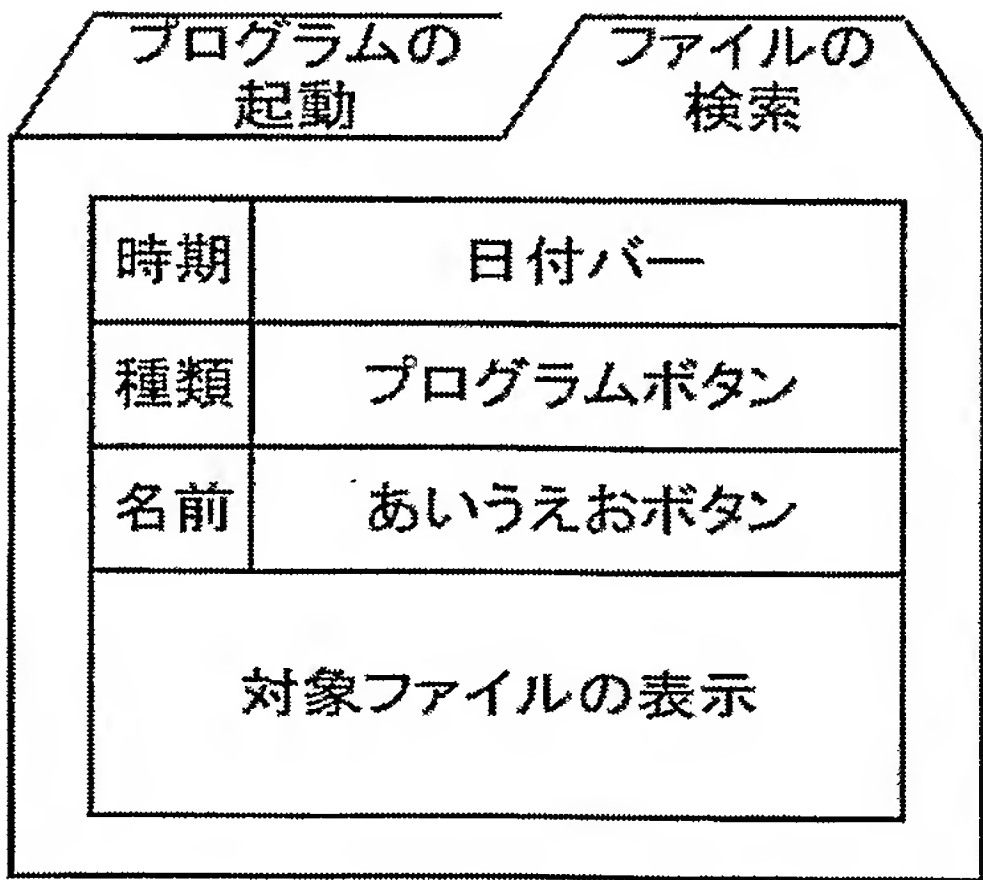 プログラムの
起動
ファイルの
検索
時期 日付バー
種類 プログラムボタン
名前 あいうえおボタン
対象ファイルの表示